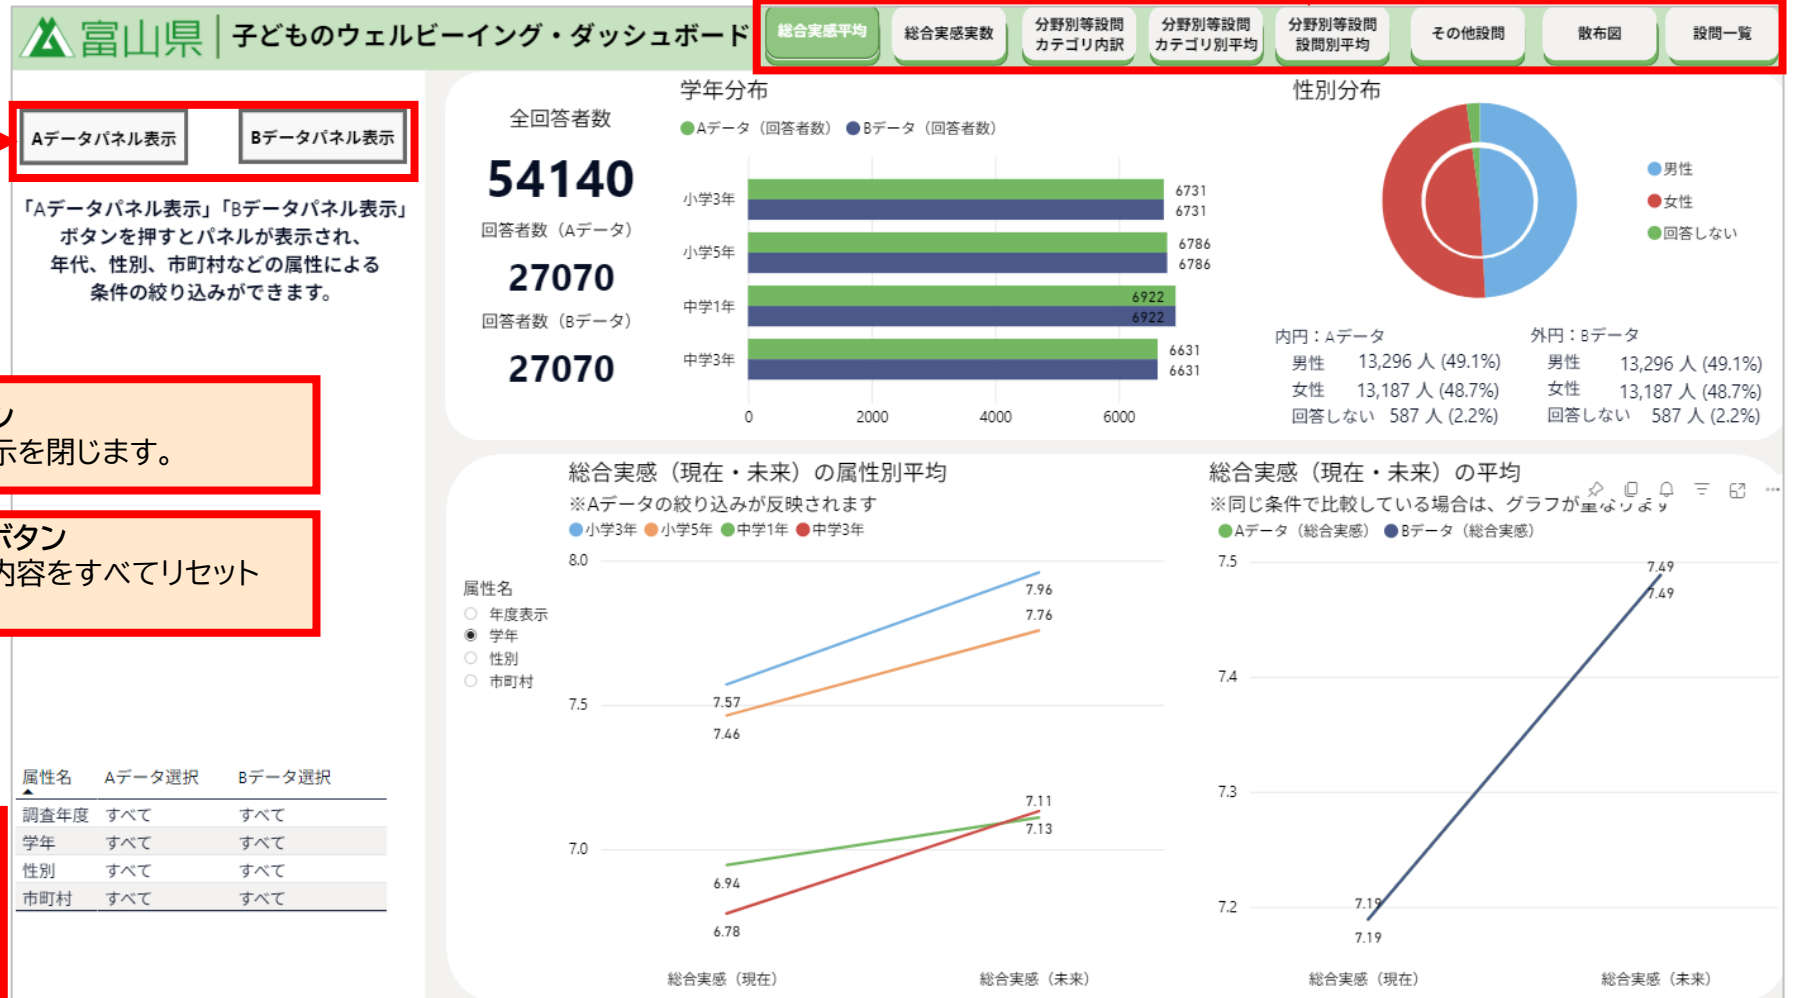 富山県 子どものウェルビーイング・ダッシュボード
総合実感平均
総合実感実数
分野別等設問
カテゴリ内訳
分野別等設問
カテゴリ別平均
分野別等設問
設問別平均
その他設問
散布図
設問一覧
Aデータパネル表示
Bデータパネル表示
「Aデータパネル表示」「Bデータパネル表示」
ボタンを押すとパネルが表示され、
年代、性別、市町村などの属性による
条件の絞り込みができます。
ン
示を閉じます。
ボタン
内容をすべてリセット
属性名 Aデータ選択 Bデータ選択
調査年度 すべて すべて
学年 すべて すべて
性別 すべて すべて
市町村 すべて すべて
全回答者数
54140
回答者数（Aデータ）
27070
回答者数（Bデータ）
27070
学年分布
Aデータ（回答者数） Bデータ（回答者数）
小学3年 6731
6731
小学5年 6786
6786
中学1年 6922
6922
中学3年 6631
6631
0 2000 4000 6000
性別分布
男性
女性
回答しない
内円：Aデータ
男性 13,296 人 (49.1%)
女性 13,187 人 (48.7%)
回答しない 587 人 (2.2%)
外円：Bデータ
男性 13,296 人 (49.1%)
女性 13,187 人 (48.7%)
回答しない 587 人 (2.2%)
総合実感（現在・未来）の属性別平均
※Aデータの絞り込みが反映されます
小学3年 小学5年 中学1年 中学3年
属性名
年度表示
学年
性別
市町村
8.0
7.5
7.0
7.96
7.76
7.57
7.46
7.11
7.13
6.94
6.78
総合実感（現在） 総合実感（未来）
総合実感（現在・未来）の平均
※同じ条件で比較している場合は、グラフが重なります
Aデータ（総合実感） Bデータ（総合実感）
7.5
7.4
7.3
7.2
7.49
7.49
7.19
7.19
総合実感（現在） 総合実感（未来）